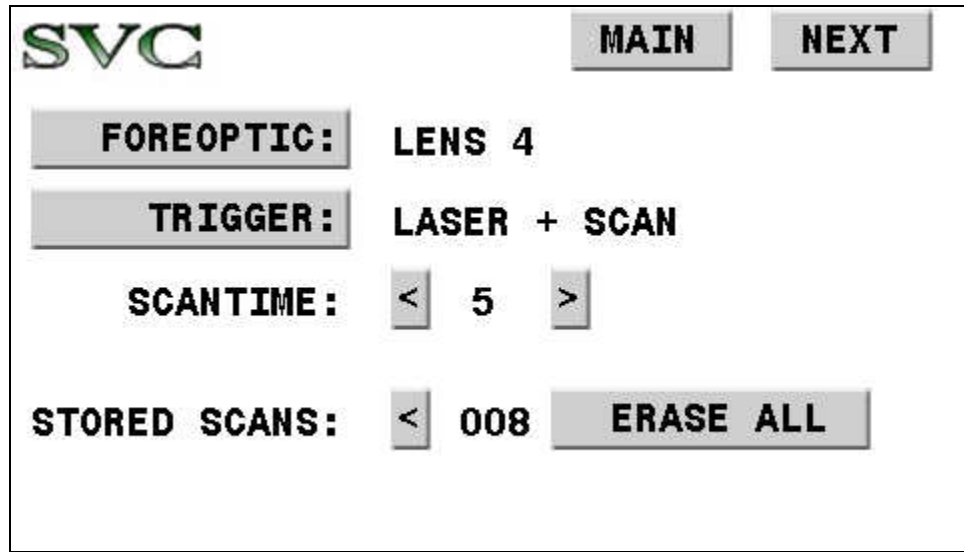 SVC MAIN NEXT
FOREOPTIC: LENS 4
TRIGGER: LASER + SCAN
SCANTIME: < 5 >
STORED SCANS: < 008 ERASE ALL